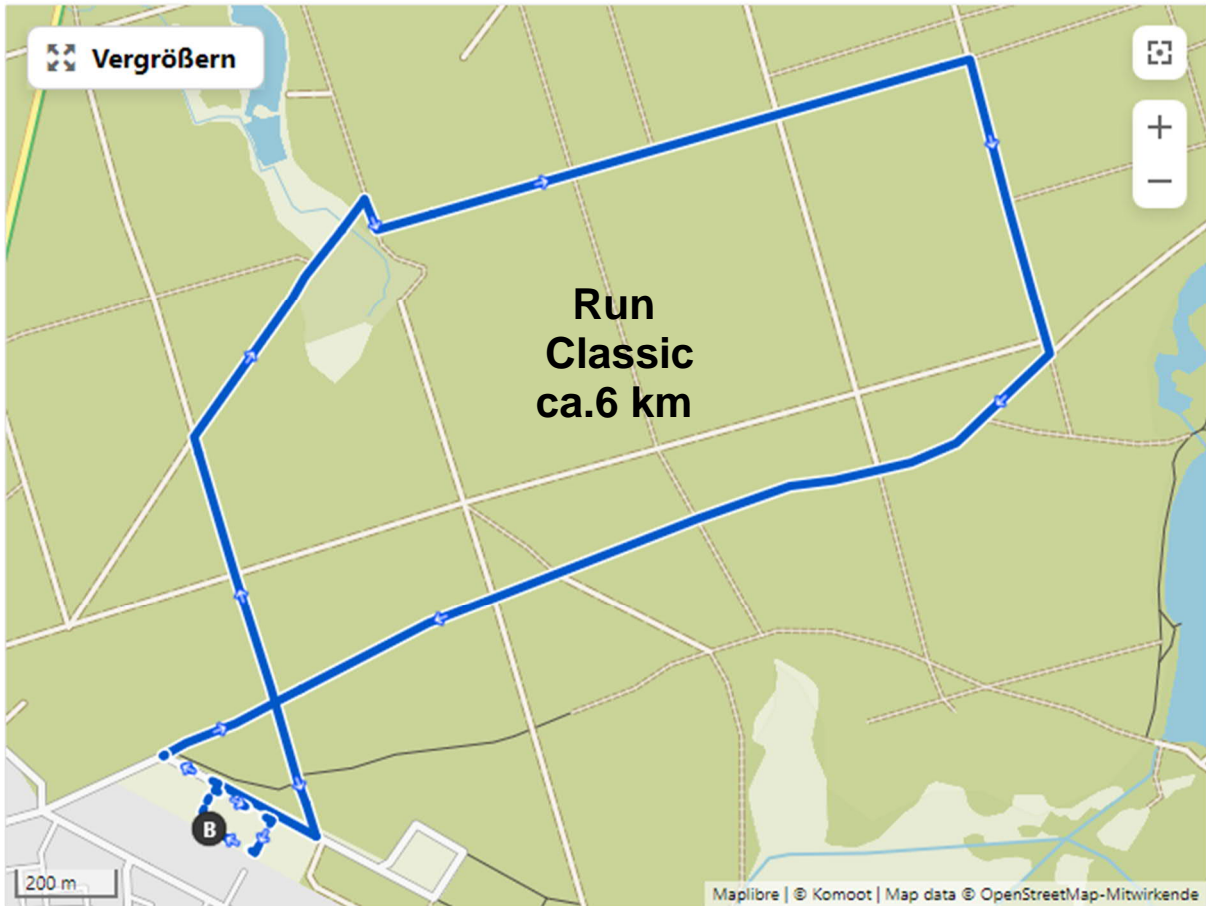 Vergrößern
+
−
Run
Classic
ca.6 km
B
200 m
Maplibre | © Komoot | Map data © OpenStreetMap-Mitwirkende